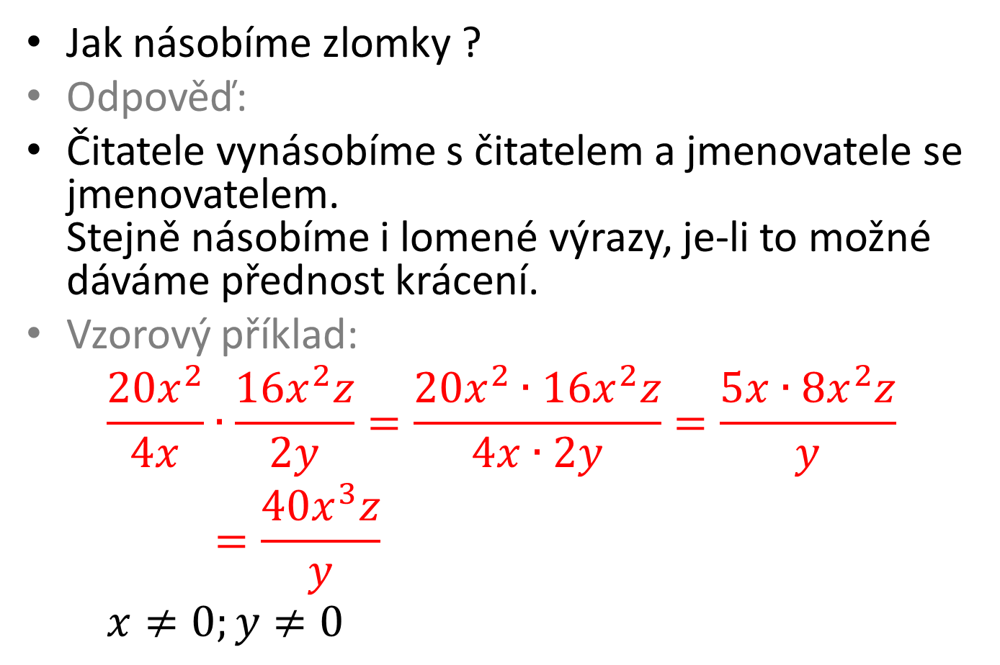 • Jak násobíme zlomky ?
• Odpověď:
• Čitatele vynásobíme s čitatelem a jmenovatele se
jmenovatelem.
Stejně násobíme i lomené výrazy, je-li to možné
dáváme přednost krácení.
• Vzorový příklad:
\frac{20x^2}{4x} \cdot \frac{16x^2z}{2y} = \frac{20x^2 \cdot 16x^2z}{4x \cdot 2y} = \frac{5x \cdot 8x^2z}{y}
= \frac{40x^3z}{y}
x ≠ 0; y ≠ 0